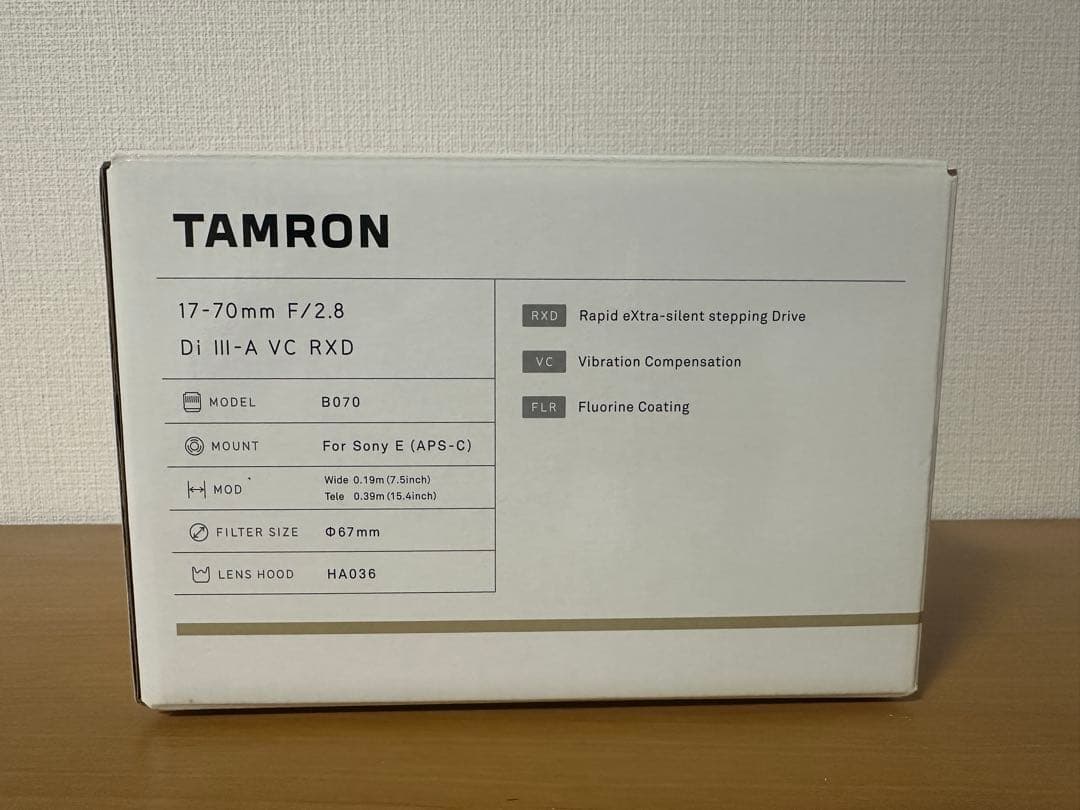 TAMRON
17-70mm F/2.8
Di III-A VC RXD
MODEL B070
MOUNT For Sony E (APS-C)
MOD Wide 0.19m (7.5inch)
Tele 0.39m (15.4inch)
FILTER SIZE Φ67mm
LENS HOOD HA036
RXD Rapid eXtra-silent stepping Drive
VC Vibration Compensation
FLR Fluorine Coating